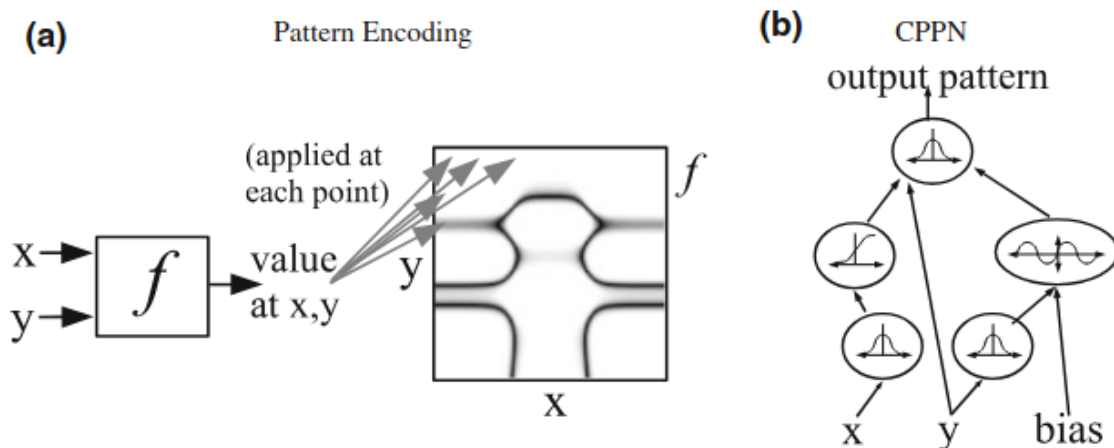 (a) Pattern Encoding
(applied at
each point)
f
x
f
value
y
y
at x,y
x
(b) CPPN
output pattern
x y bias